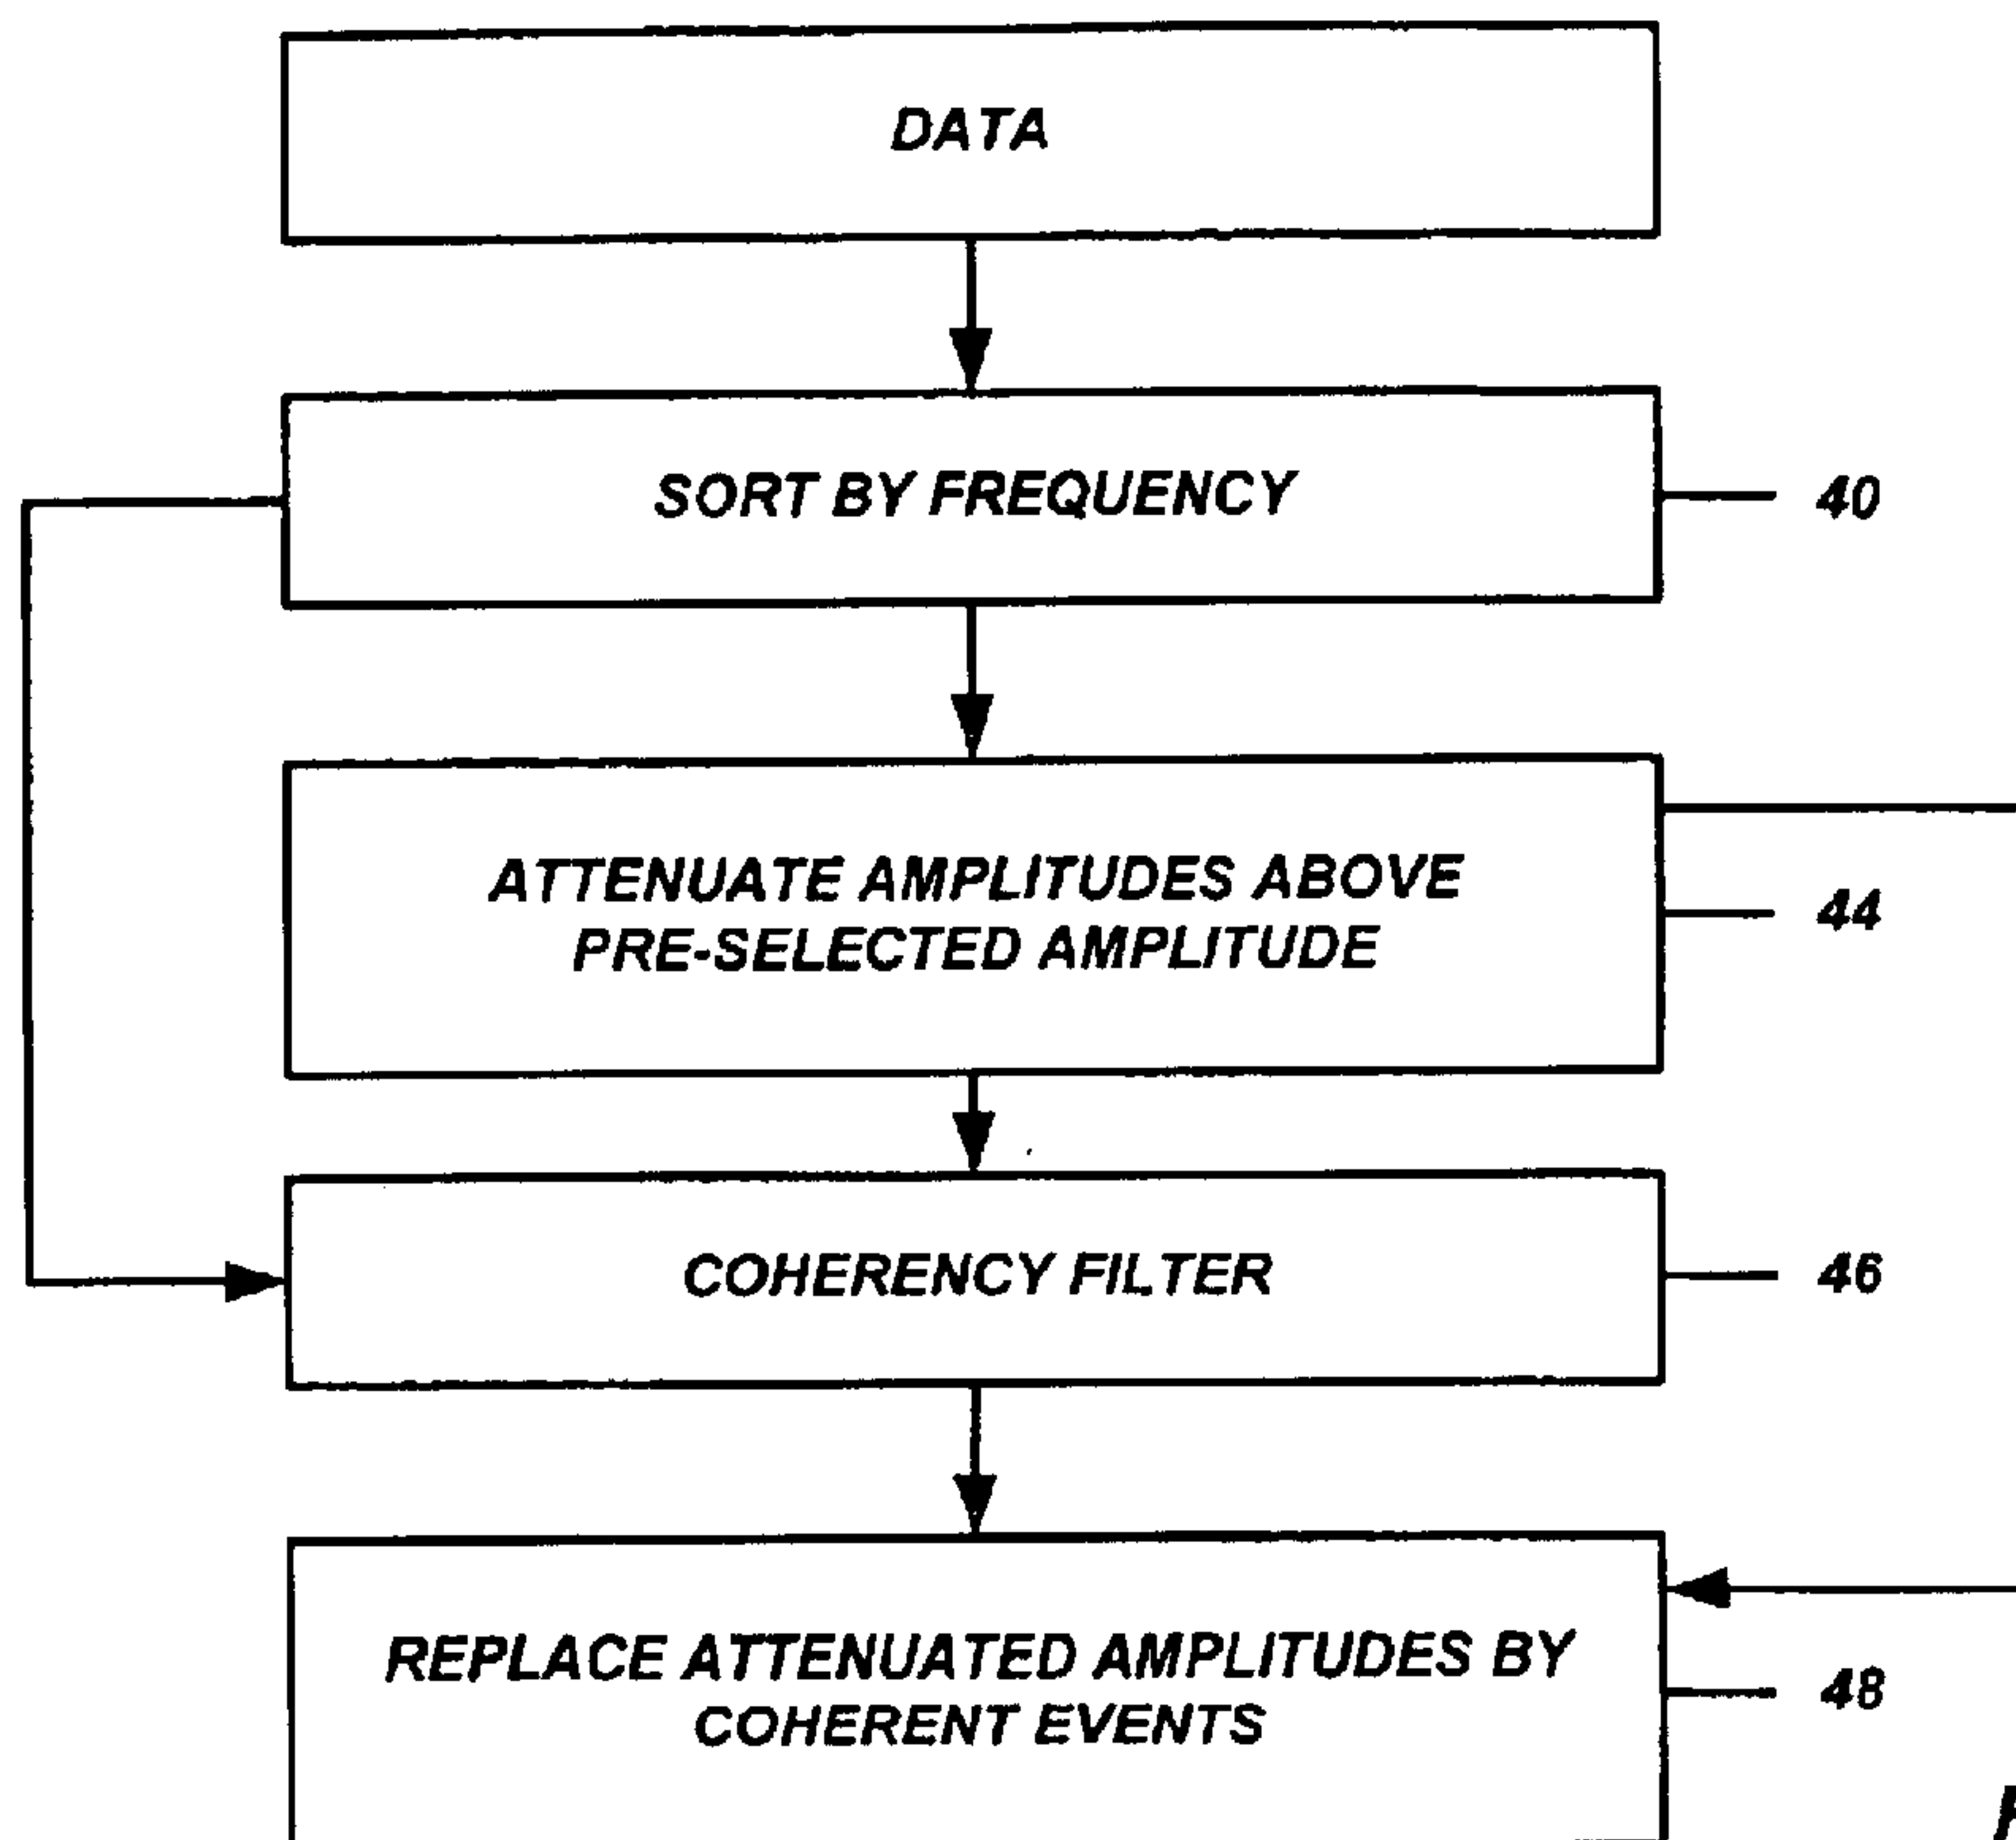 DATA
SORT BY FREQUENCY
40
ATTENUATE AMPLITUDES ABOVE
PRE-SELECTED AMPLITUDE
44
COHERENCY FILTER
46
REPLACE ATTENUATED AMPLITUDES BY
COHERENT EVENTS
48